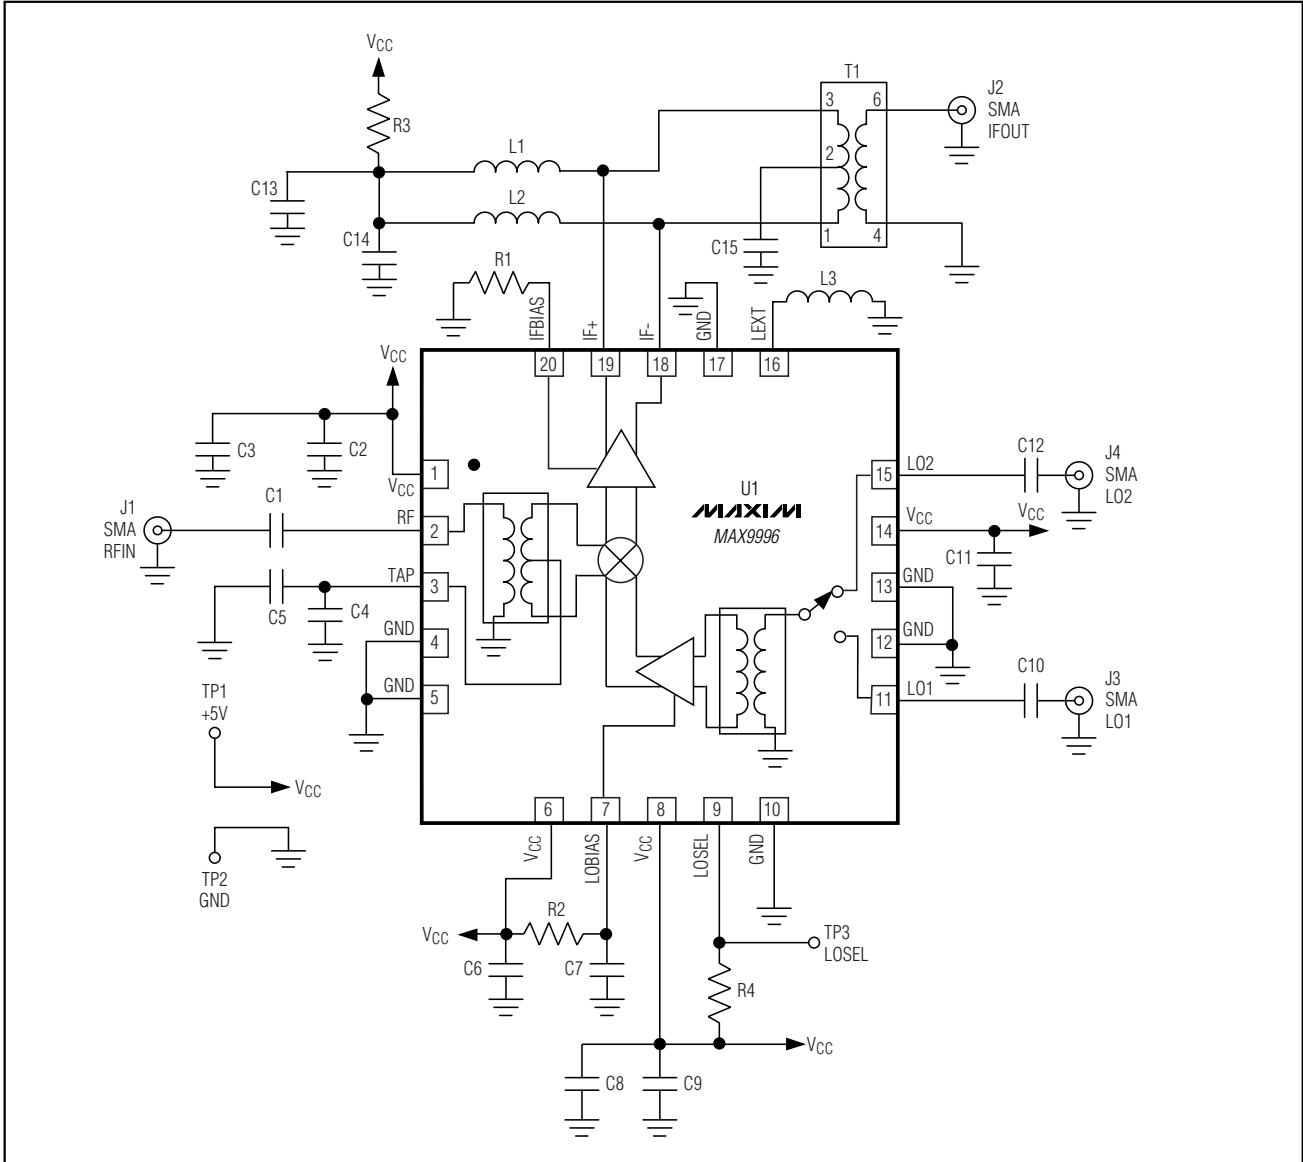 VCC
R3
C13
C14
L1
L2
T1
3
6
2
1
4
J2
SMA
IFOUT
C15
R1
L3
IFBIAS
IF+
IF-
GND
LEXT
20
19
18
17
16
VCC
C3
C2
1
VCC
J1
SMA
RFIN
C1
RF
2
TAP
3
C5
C4
GND
4
GND
5
U1
MAXIM
MAX9996
15
LO2
C12
J4
SMA
LO2
14
VCC
VCC
C11
13
GND
12
GND
11
LO1
C10
J3
SMA
LO1
TP1
+5V
VCC
TP2
GND
6
7
8
9
10
VCC
LOBIAS
VCC
LOSEL
GND
VCC
R2
C6
C7
TP3
LOSEL
R4
VCC
C8
C9